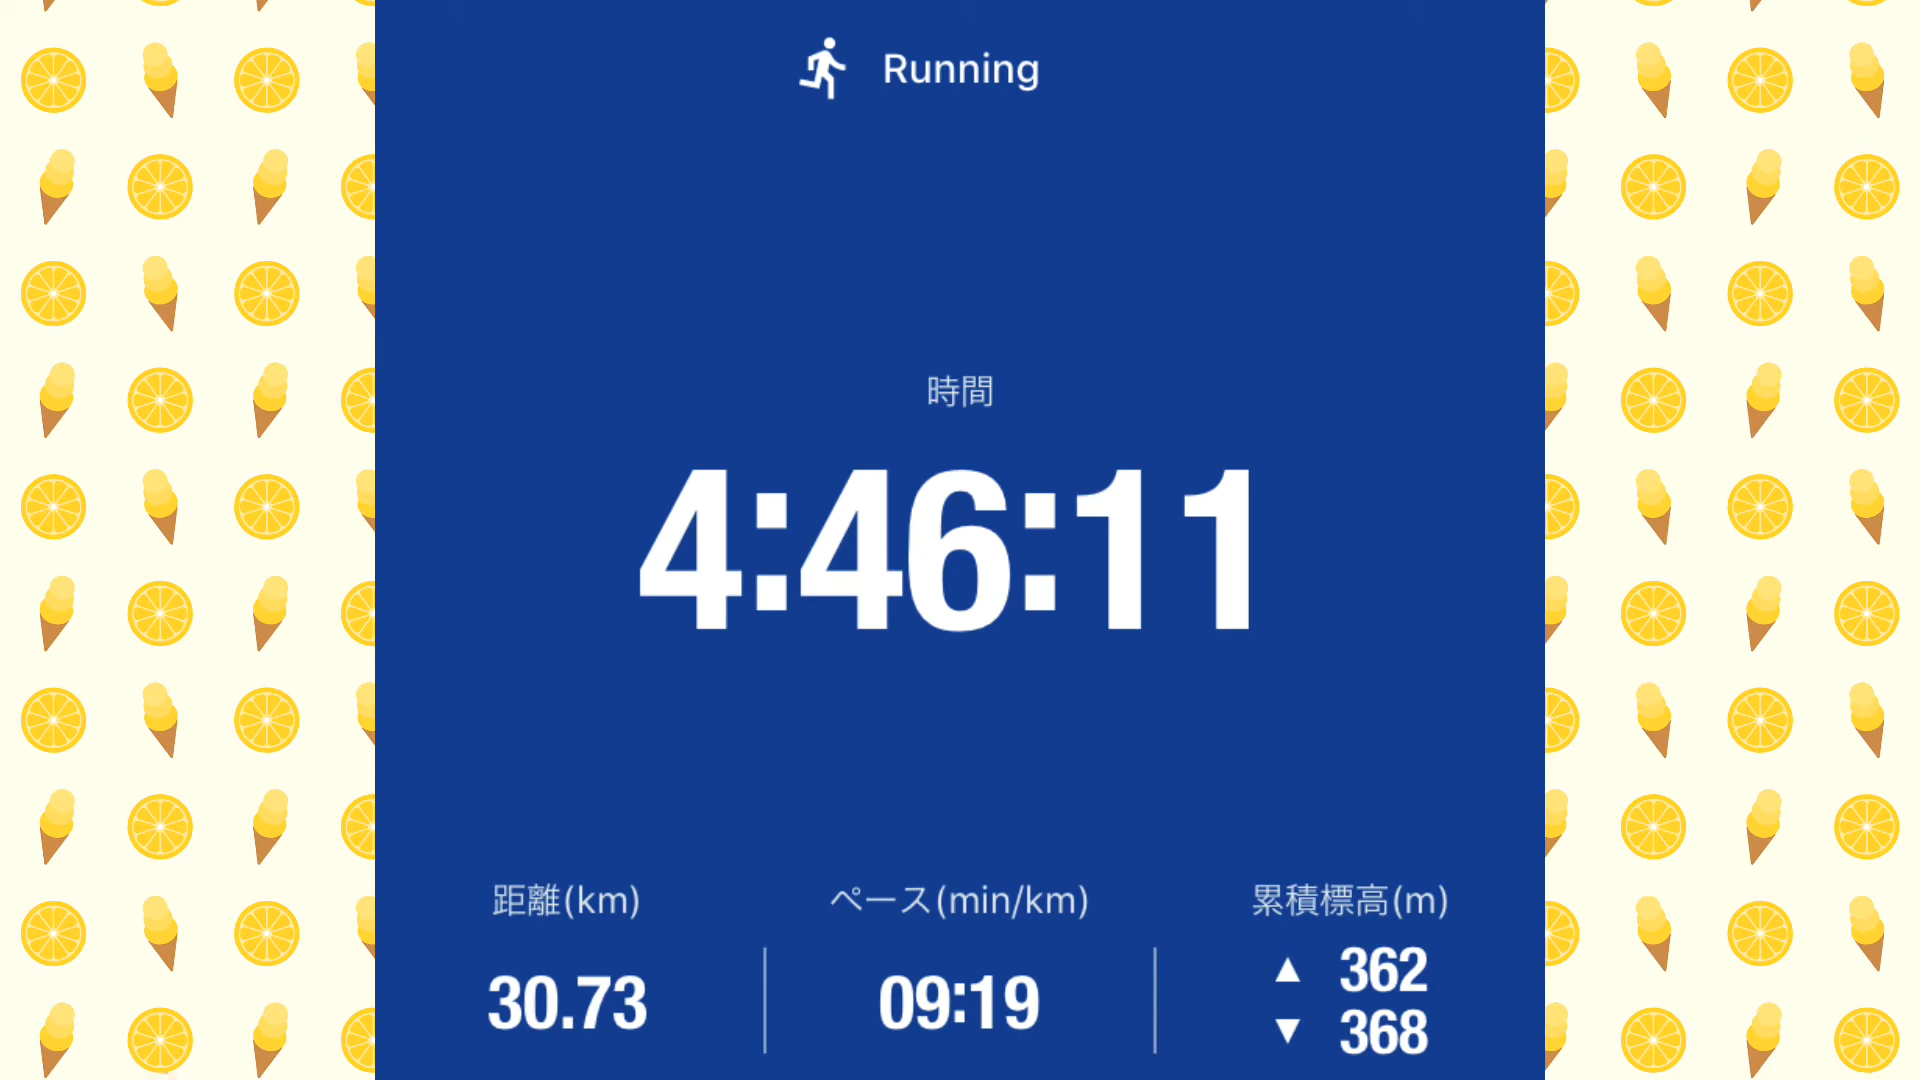 Running
時間
4:46:11
距離(km)
30.73
ペース(min/km)
09:19
累積標高(m)
▲ 362
▼ 368